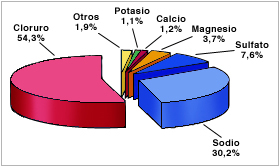 Cloruro
54,3%
Otros
1,9%
Potasio
1,1%
Calcio
1,2%
Magnesio
3,7%
Sulfato
7,6%
Sodio
30,2%